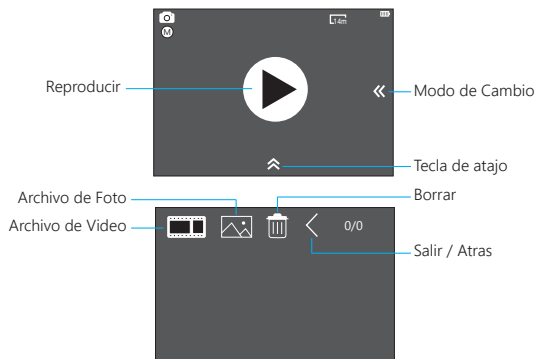 M
14m
Reproducir
Modo de Cambio
Tecla de atajo
Archivo de Foto
Borrar
Archivo de Video
0/0
Salir / Atras